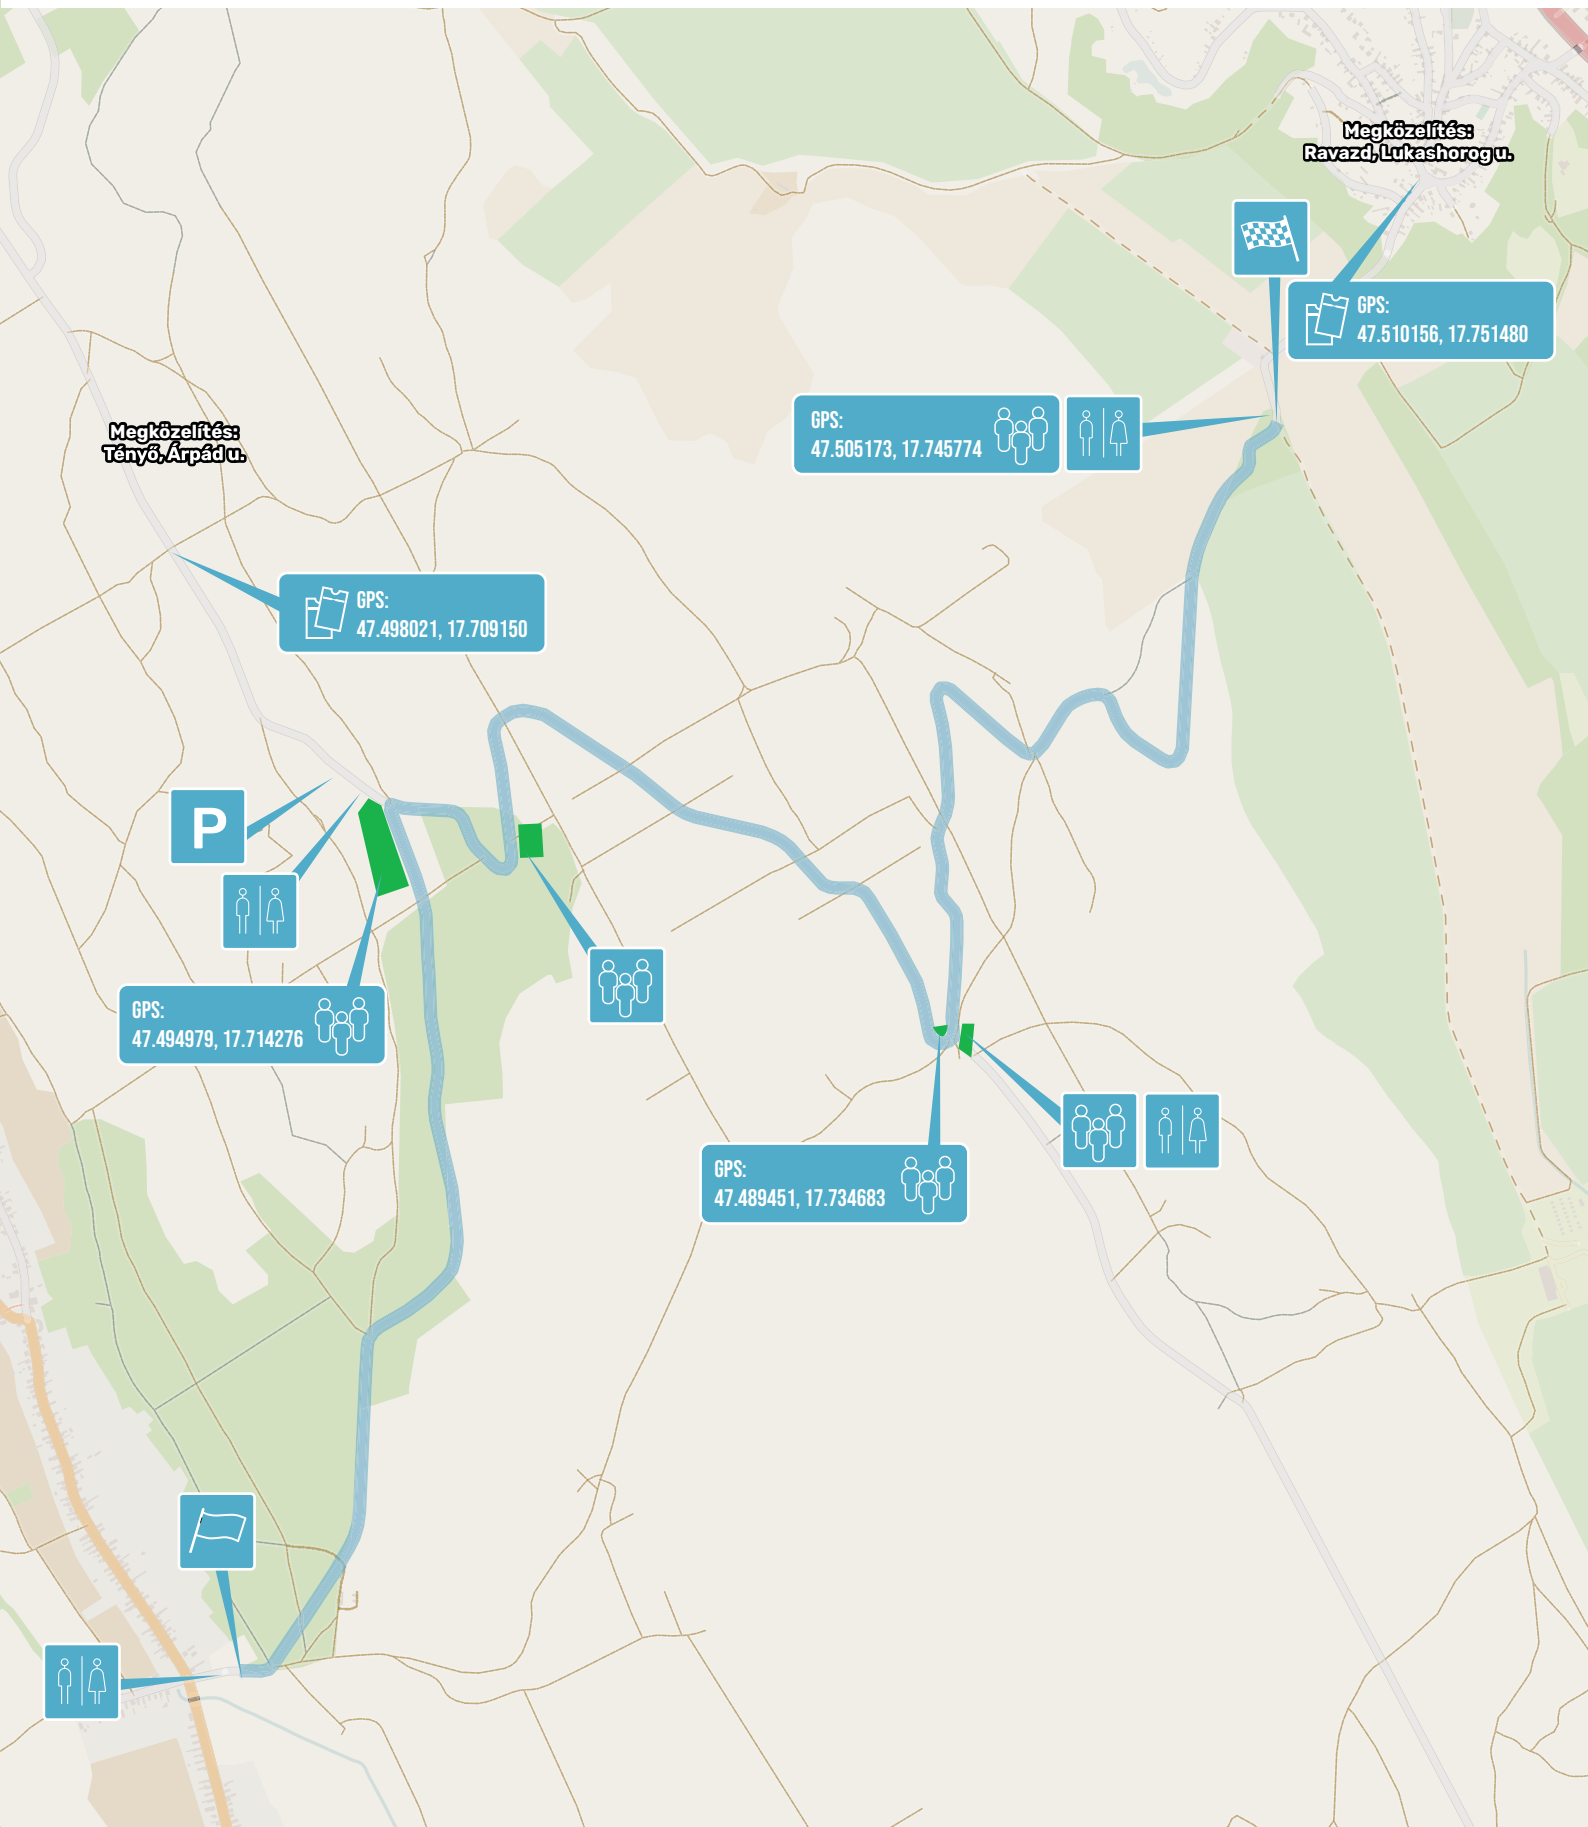 Megközelítés:
Ravazd, Lukashorog u.
GPS:
47.510156, 17.751480
GPS:
47.505173, 17.745774
Megközelítés:
Tényő, Árpád u.
GPS:
47.498021, 17.709150
P
GPS:
47.494979, 17.714276
GPS:
47.489451, 17.734683